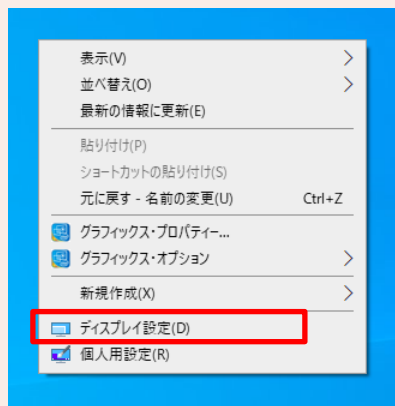 表示(V)
並べ替え(O)
最新の情報に更新(E)
貼り付け(P)
ショートカットの貼り付け(S)
元に戻す - 名前の変更(U) Ctrl+Z
グラフィックス・プロパティー...
グラフィックス・オプション
新規作成(X)
ディスプレイ設定(D)
個人用設定(R)